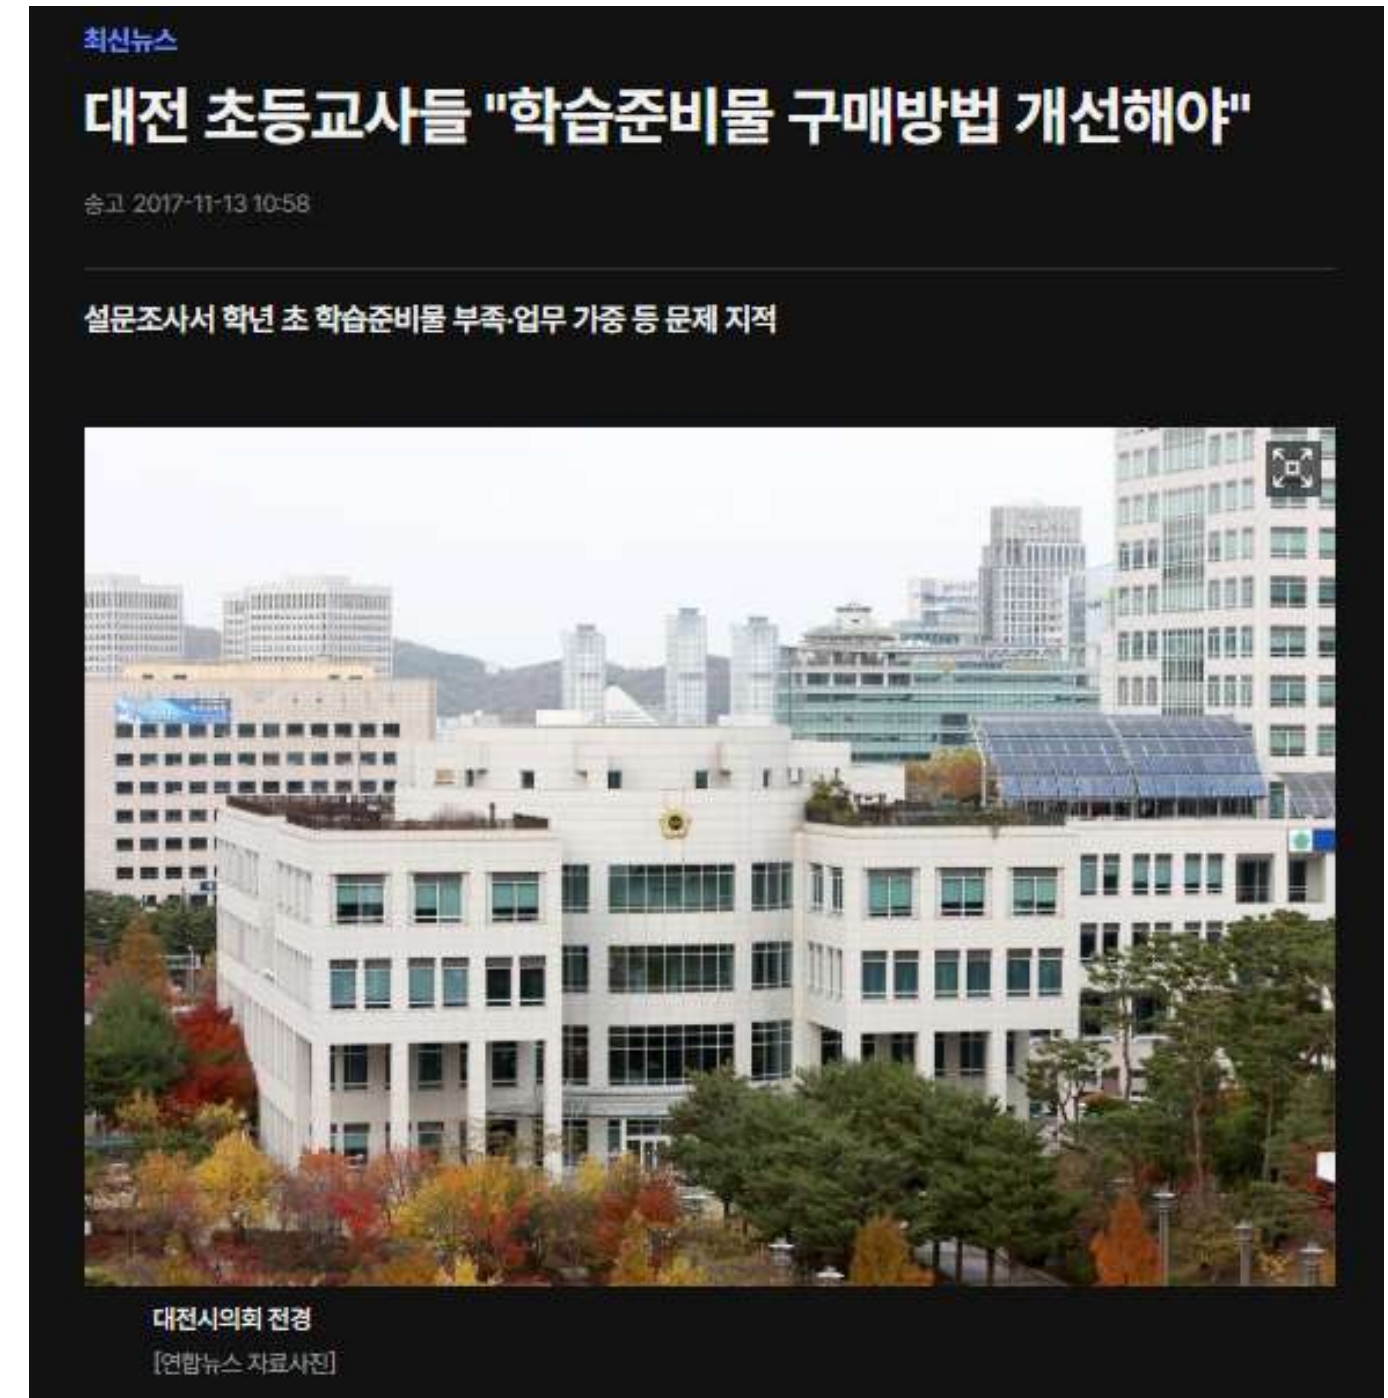 최신뉴스
대전 초등교사들 "학습준비물 구매방법 개선해야"
송고 2017-11-13 10:58
설문조사서 학년 초 학습준비물 부족·업무 가중 등 문제 지적
대전시의회 전경
[연합뉴스 자료사진]